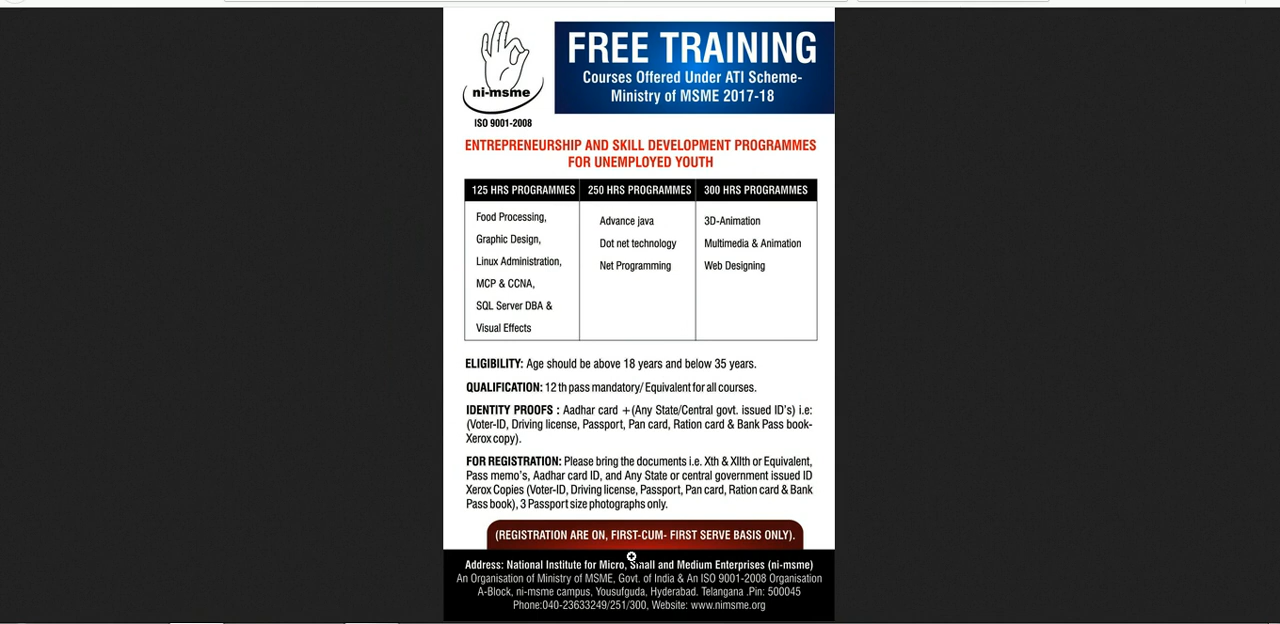 ni-msme
ISO 9001-2008
FREE TRAINING
Courses Offered Under ATI Scheme-
Ministry of MSME 2017-18
ENTREPRENEURSHIP AND SKILL DEVELOPMENT PROGRAMMES
FOR UNEMPLOYED YOUTH
125 HRS PROGRAMMES
Food Processing,
Graphic Design,
Linux Administration,
MCP & CCNA,
SQL Server DBA &
Visual Effects
250 HRS PROGRAMMES
Advance java
Dot net technology
Net Programming
300 HRS PROGRAMMES
3D-Animation
Multimedia & Animation
Web Designing
ELIGIBILITY: Age should be above 18 years and below 35 years.
QUALIFICATION: 12 th pass mandatory/ Equivalent for all courses.
IDENTITY PROOFS : Aadhar card +(Any State/Central govt. issued ID's) i.e:
(Voter-ID, Driving license, Passport, Pan card, Ration card & Bank Pass book-
Xerox copy).
FOR REGISTRATION: Please bring the documents i.e. Xth & XIIth or Equivalent,
Pass memo's, Aadhar card ID, and Any State or central government issued ID
Xerox Copies (Voter-ID, Driving license, Passport, Pan card, Ration card & Bank
Pass book), 3 Passport size photographs only.
(REGISTRATION ARE ON, FIRST-CUM- FIRST SERVE BASIS ONLY).
Address: National Institute for Micro, Small and Medium Enterprises (ni-msme)
An Organisation of Ministry of MSME, Govt. of India & An ISO 9001-2008 Organisation
A-Block, ni-msme campus, Yousufguda, Hyderabad. Telangana .Pin: 500045
Phone:040-23633249/251/300, Website: www.nimsme.org